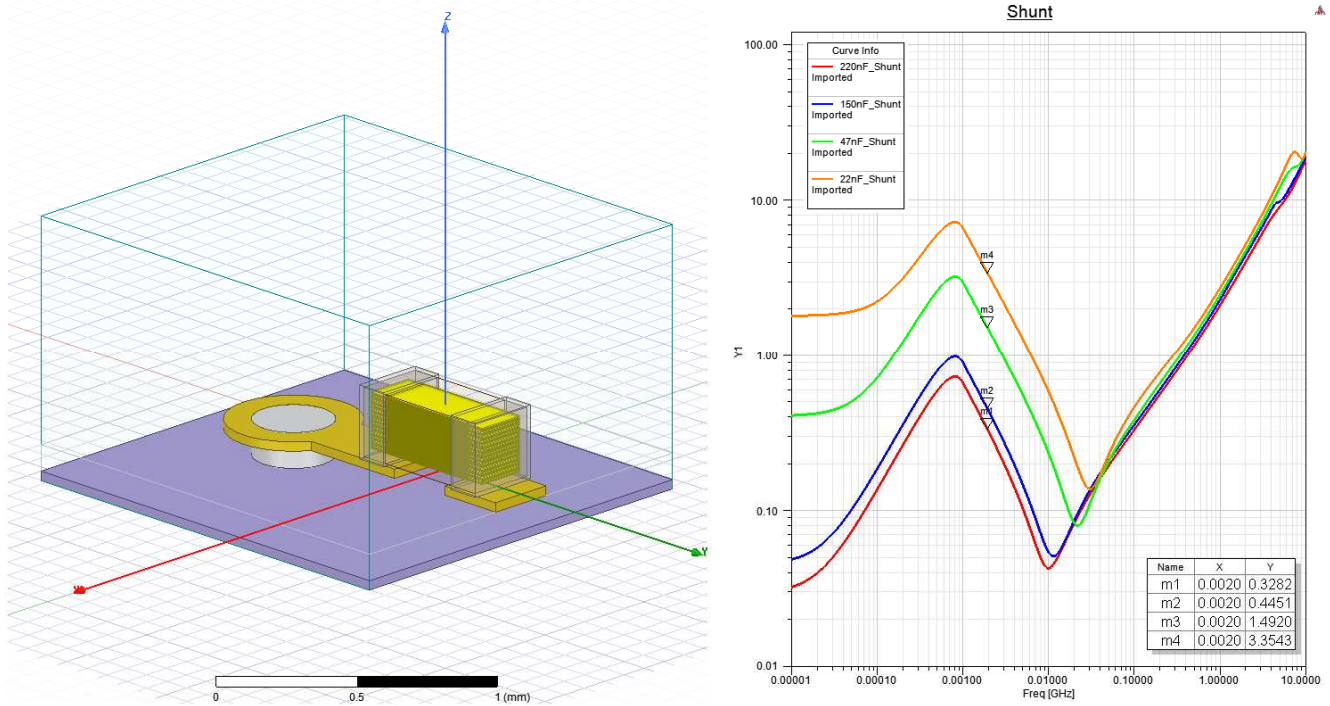 Z
Y
0
0.5
1 (mm)
Shunt
Curve Info
220nF_Shunt
Imported
150nF_Shunt
Imported
47nF_Shunt
Imported
22nF_Shunt
Imported
Y1
100.00
10.00
1.00
0.10
0.01
m4
m3
m2
m1
Name X Y
m1 0.0020 0.3282
m2 0.0020 0.4451
m3 0.0020 1.4920
m4 0.0020 3.3543
0.00001 0.00010 0.00100 0.01000 0.10000 1.00000 10.00000
Freq [GHz]